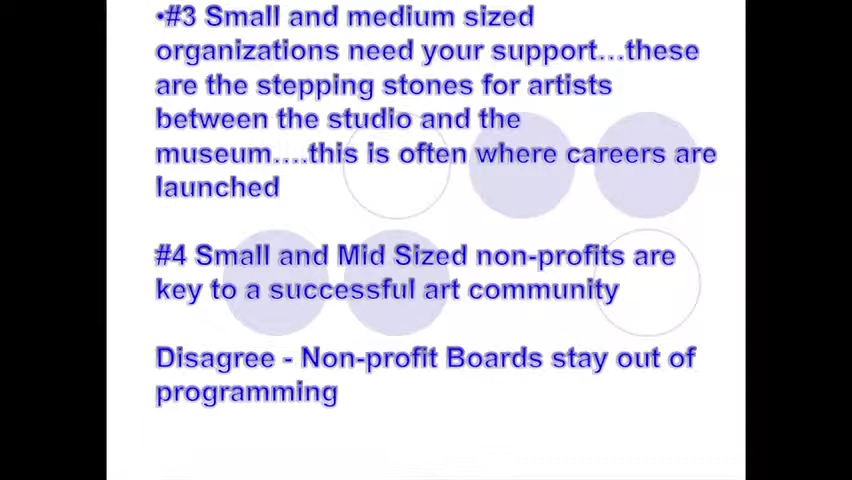 •#3 Small and medium sized
organizations need your support…these
are the stepping stones for artists
between the studio and the
museum….this is often where careers are
launched
#4 Small and Mid Sized non-profits are
key to a successful art community
Disagree - Non-profit Boards stay out of
programming